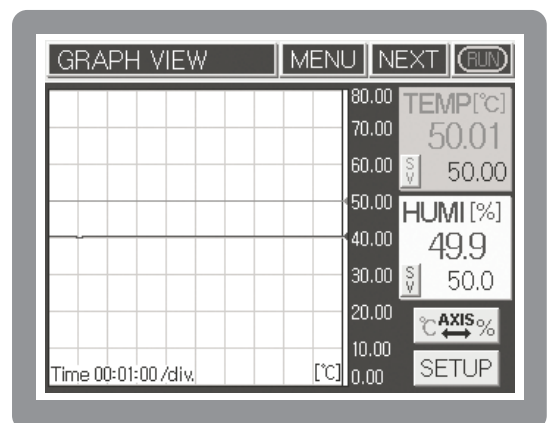 GRAPH VIEW MENU NEXT RUN
80.00
70.00
60.00
50.00
40.00
30.00
20.00
10.00
0.00
Time 00:01:00 /div. [℃]
TEMP[℃]
50.01
SV 50.00
HUMI [%]
49.9
SV 50.0
℃ AXIS %
SETUP